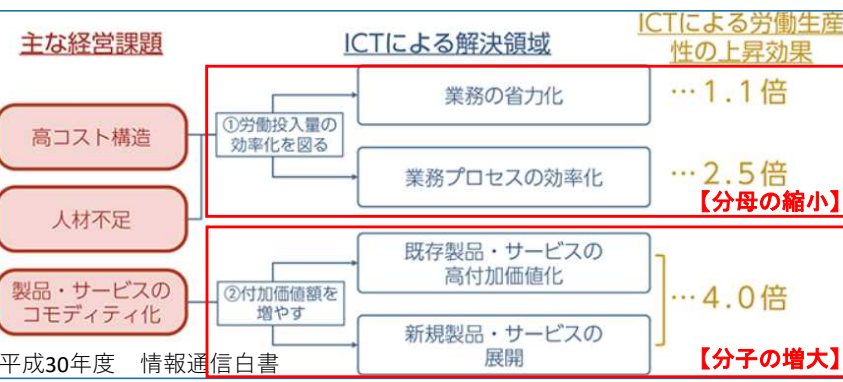 主な経営課題
ICTによる解決領域
ICTによる労働生産
性の上昇効果
高コスト構造
人材不足
製品・サービスの
コモディティ化
①労働投入量の
効率化を図る
②付加価値額を
増やす
業務の省力化
業務プロセスの効率化
既存製品・サービスの
高付加価値化
新規製品・サービスの
展開
…1.1倍
…2.5倍
【分母の縮小】
…4.0倍
【分子の増大】
平成30年度 情報通信白書